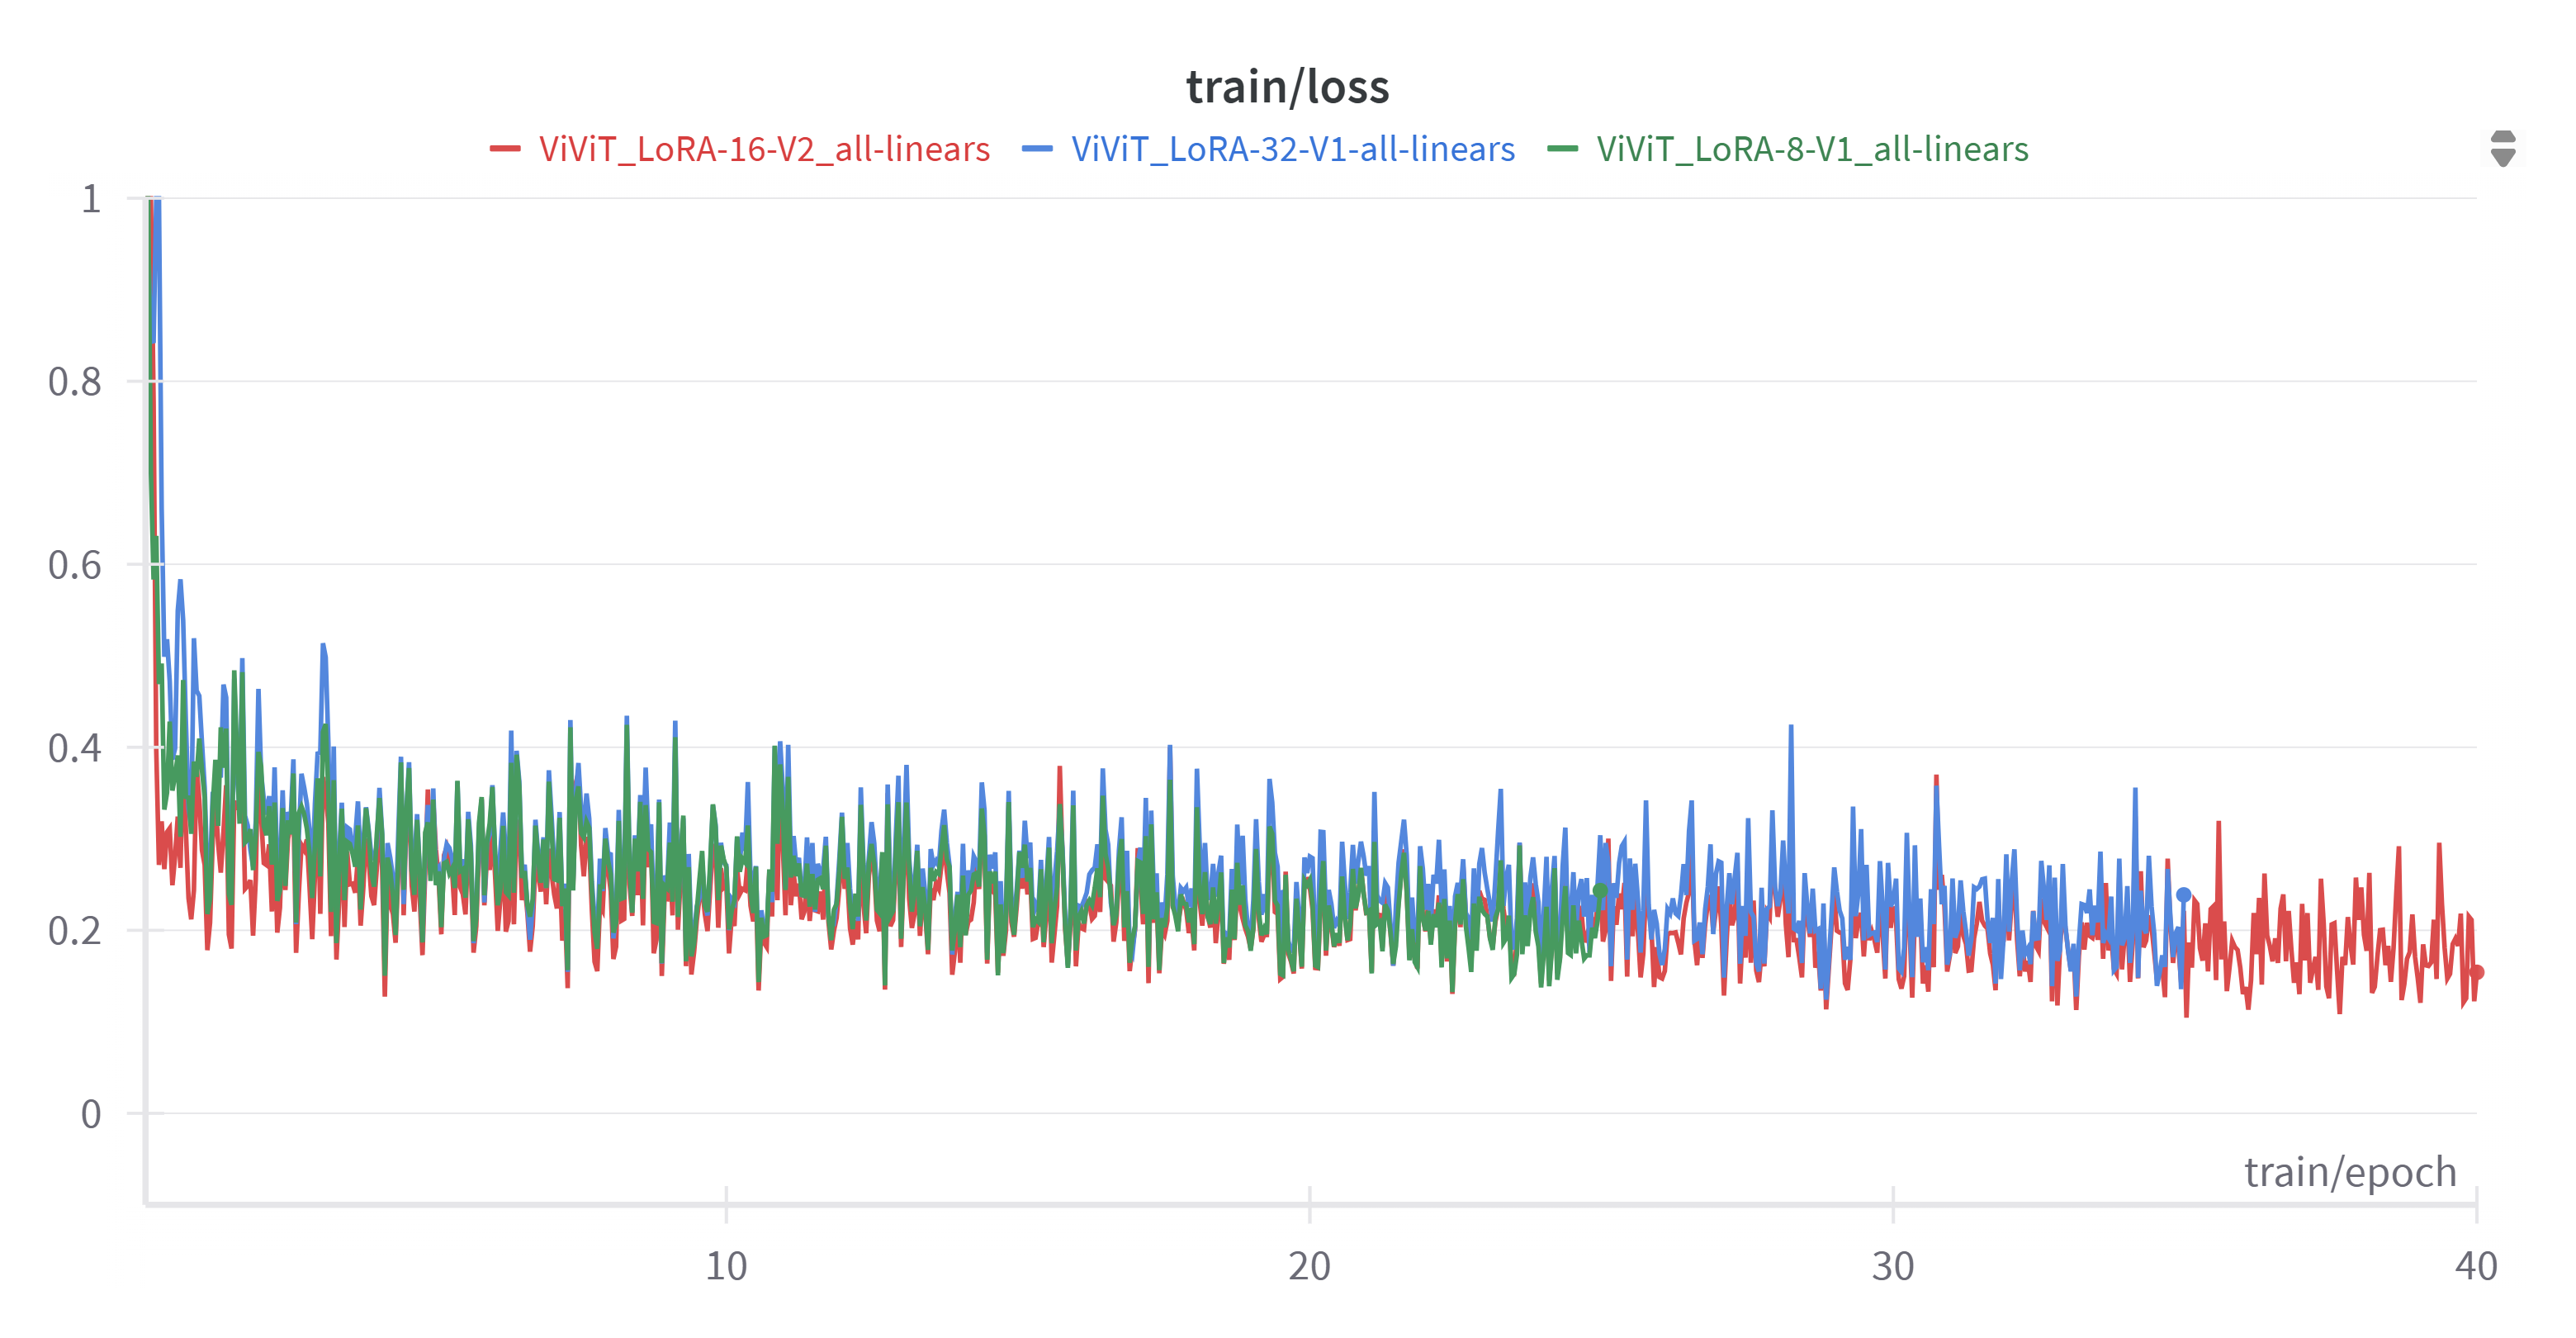 train/loss
ViViT_LoRA-16-V2_all-linears ViViT_LoRA-32-V1-all-linears ViViT_LoRA-8-V1_all-linears
1
0.8
0.6
0.4
0.2
0
train/epoch
10 20 30 40